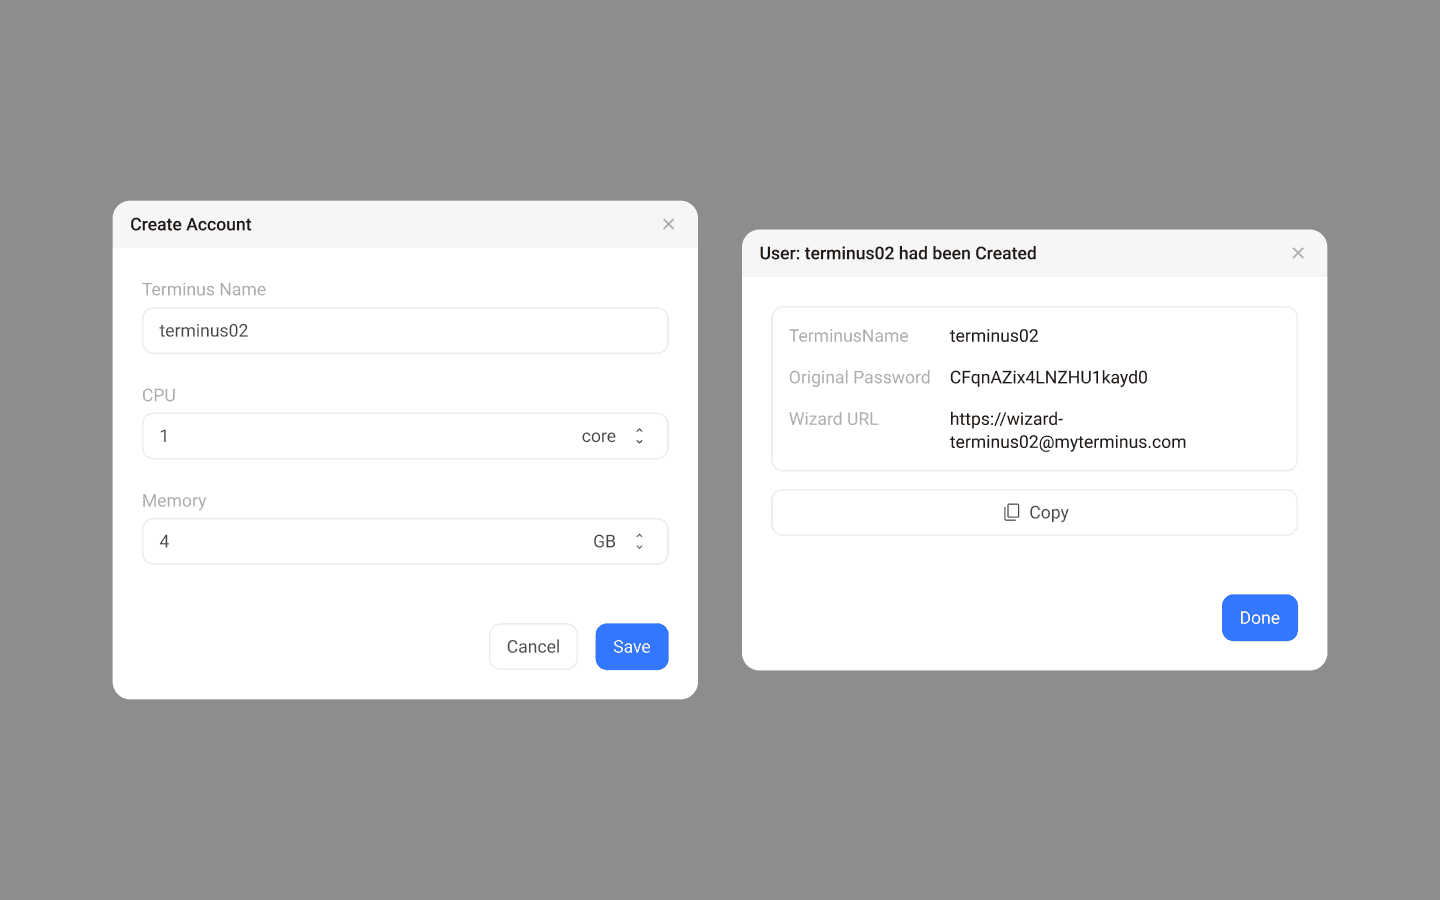 Create Account
Terminus Name
terminus02
CPU
1 core
Memory
4 GB
Cancel Save
User: terminus02 had been Created
TerminusName terminus02
Original Password CFqnAZix4LNZHU1kayd0
Wizard URL https://wizard-
terminus02@myterminus.com
Copy
Done